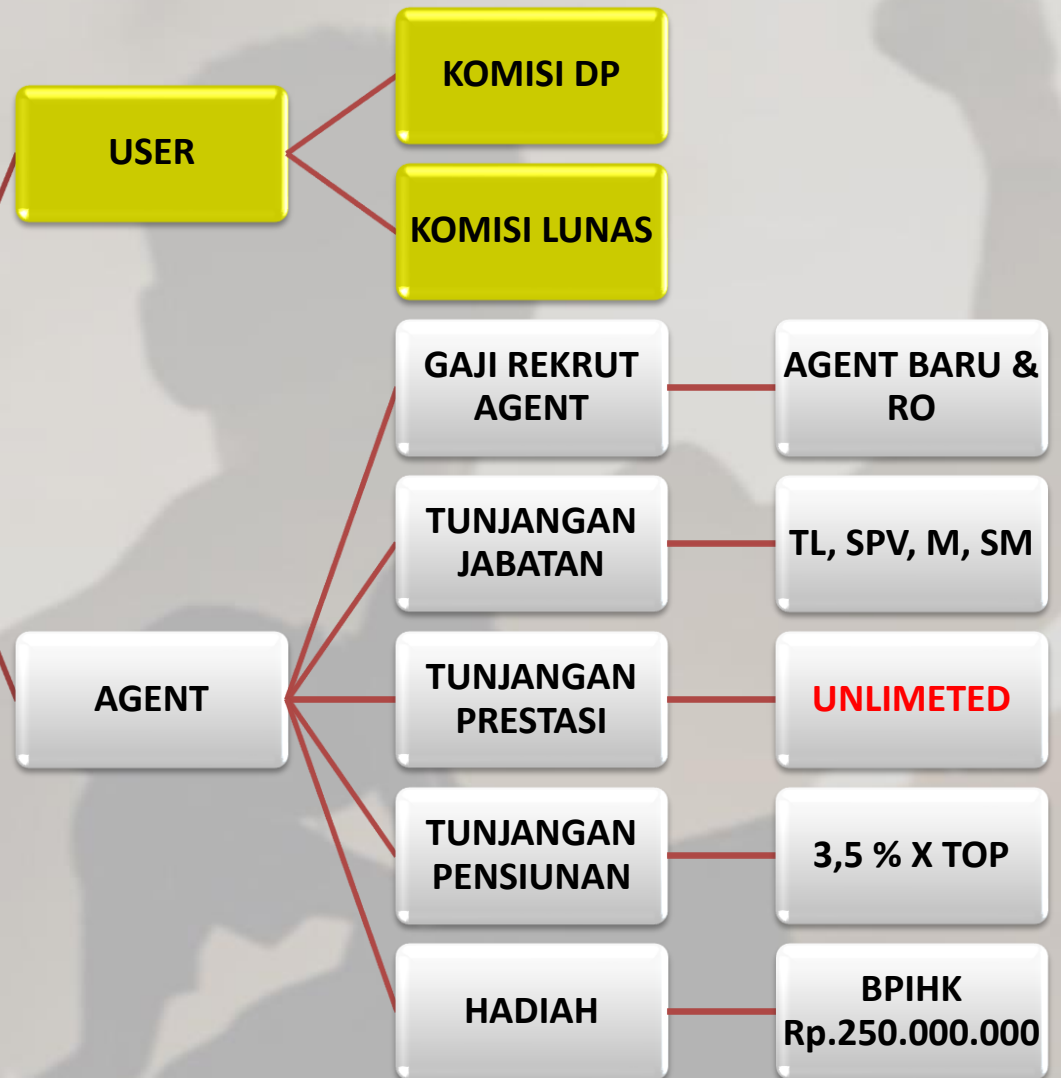 USER
KOMISI DP
KOMISI LUNAS
AGENT
GAJI REKRUT
AGENT
AGENT BARU &
RO
TUNJANGAN
JABATAN
TL, SPV, M, SM
TUNJANGAN
PRESTASI
UNLIMETED
TUNJANGAN
PENSIUNAN
3,5 % X TOP
HADIAH
BPIHK
Rp.250.000.000